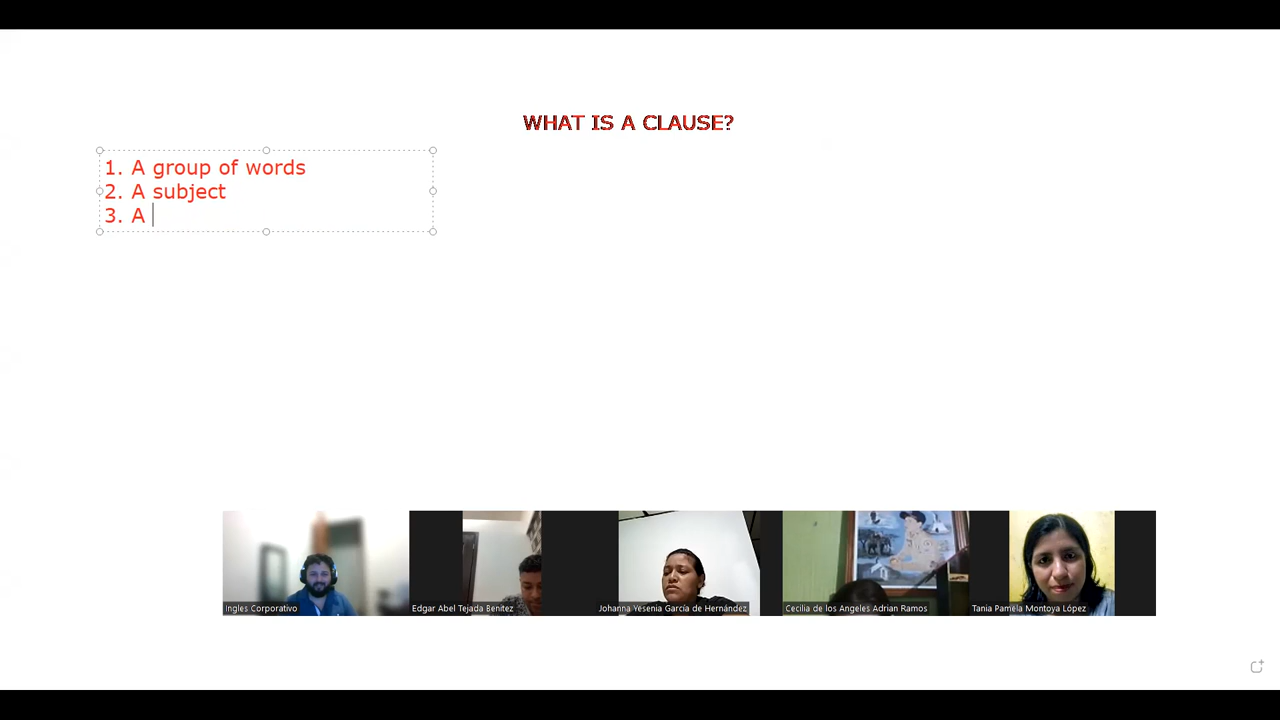 WHAT IS A CLAUSE?
1. A group of words
2. A subject
3. A
Ingles Corporativo
Edgar Abel Tejada Benitez
Johanna Yesenia García de Hernández
Cecilia de los Angeles Adrian Ramos
Tania Pamela Montoya López